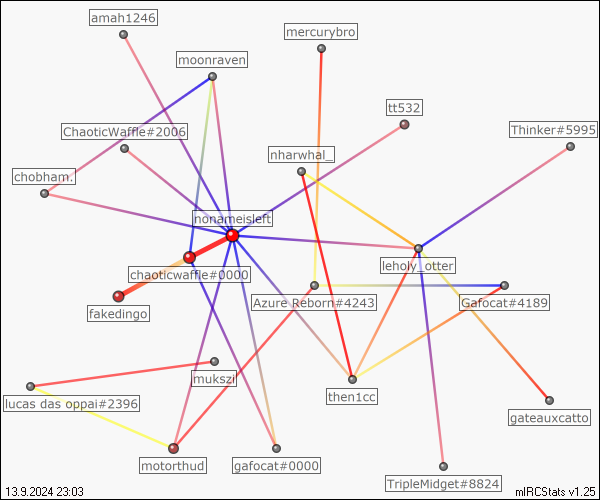 amah1246
mercurybro
moonraven
tt532
ChaoticWaffle#2006
Thinker#5995
nharwhal_
chobham.
nonameisleft
leholy_otter
chaoticwaffle#0000
Azure Reborn#4243
Gafocat#4189
fakedingo
mukszi
then1cc
lucas das oppai#2396
gateauxcatto
motorthud
gafocat#0000
TripleMidget#8824
13.9.2024 23:03
mIRCStats v1.25